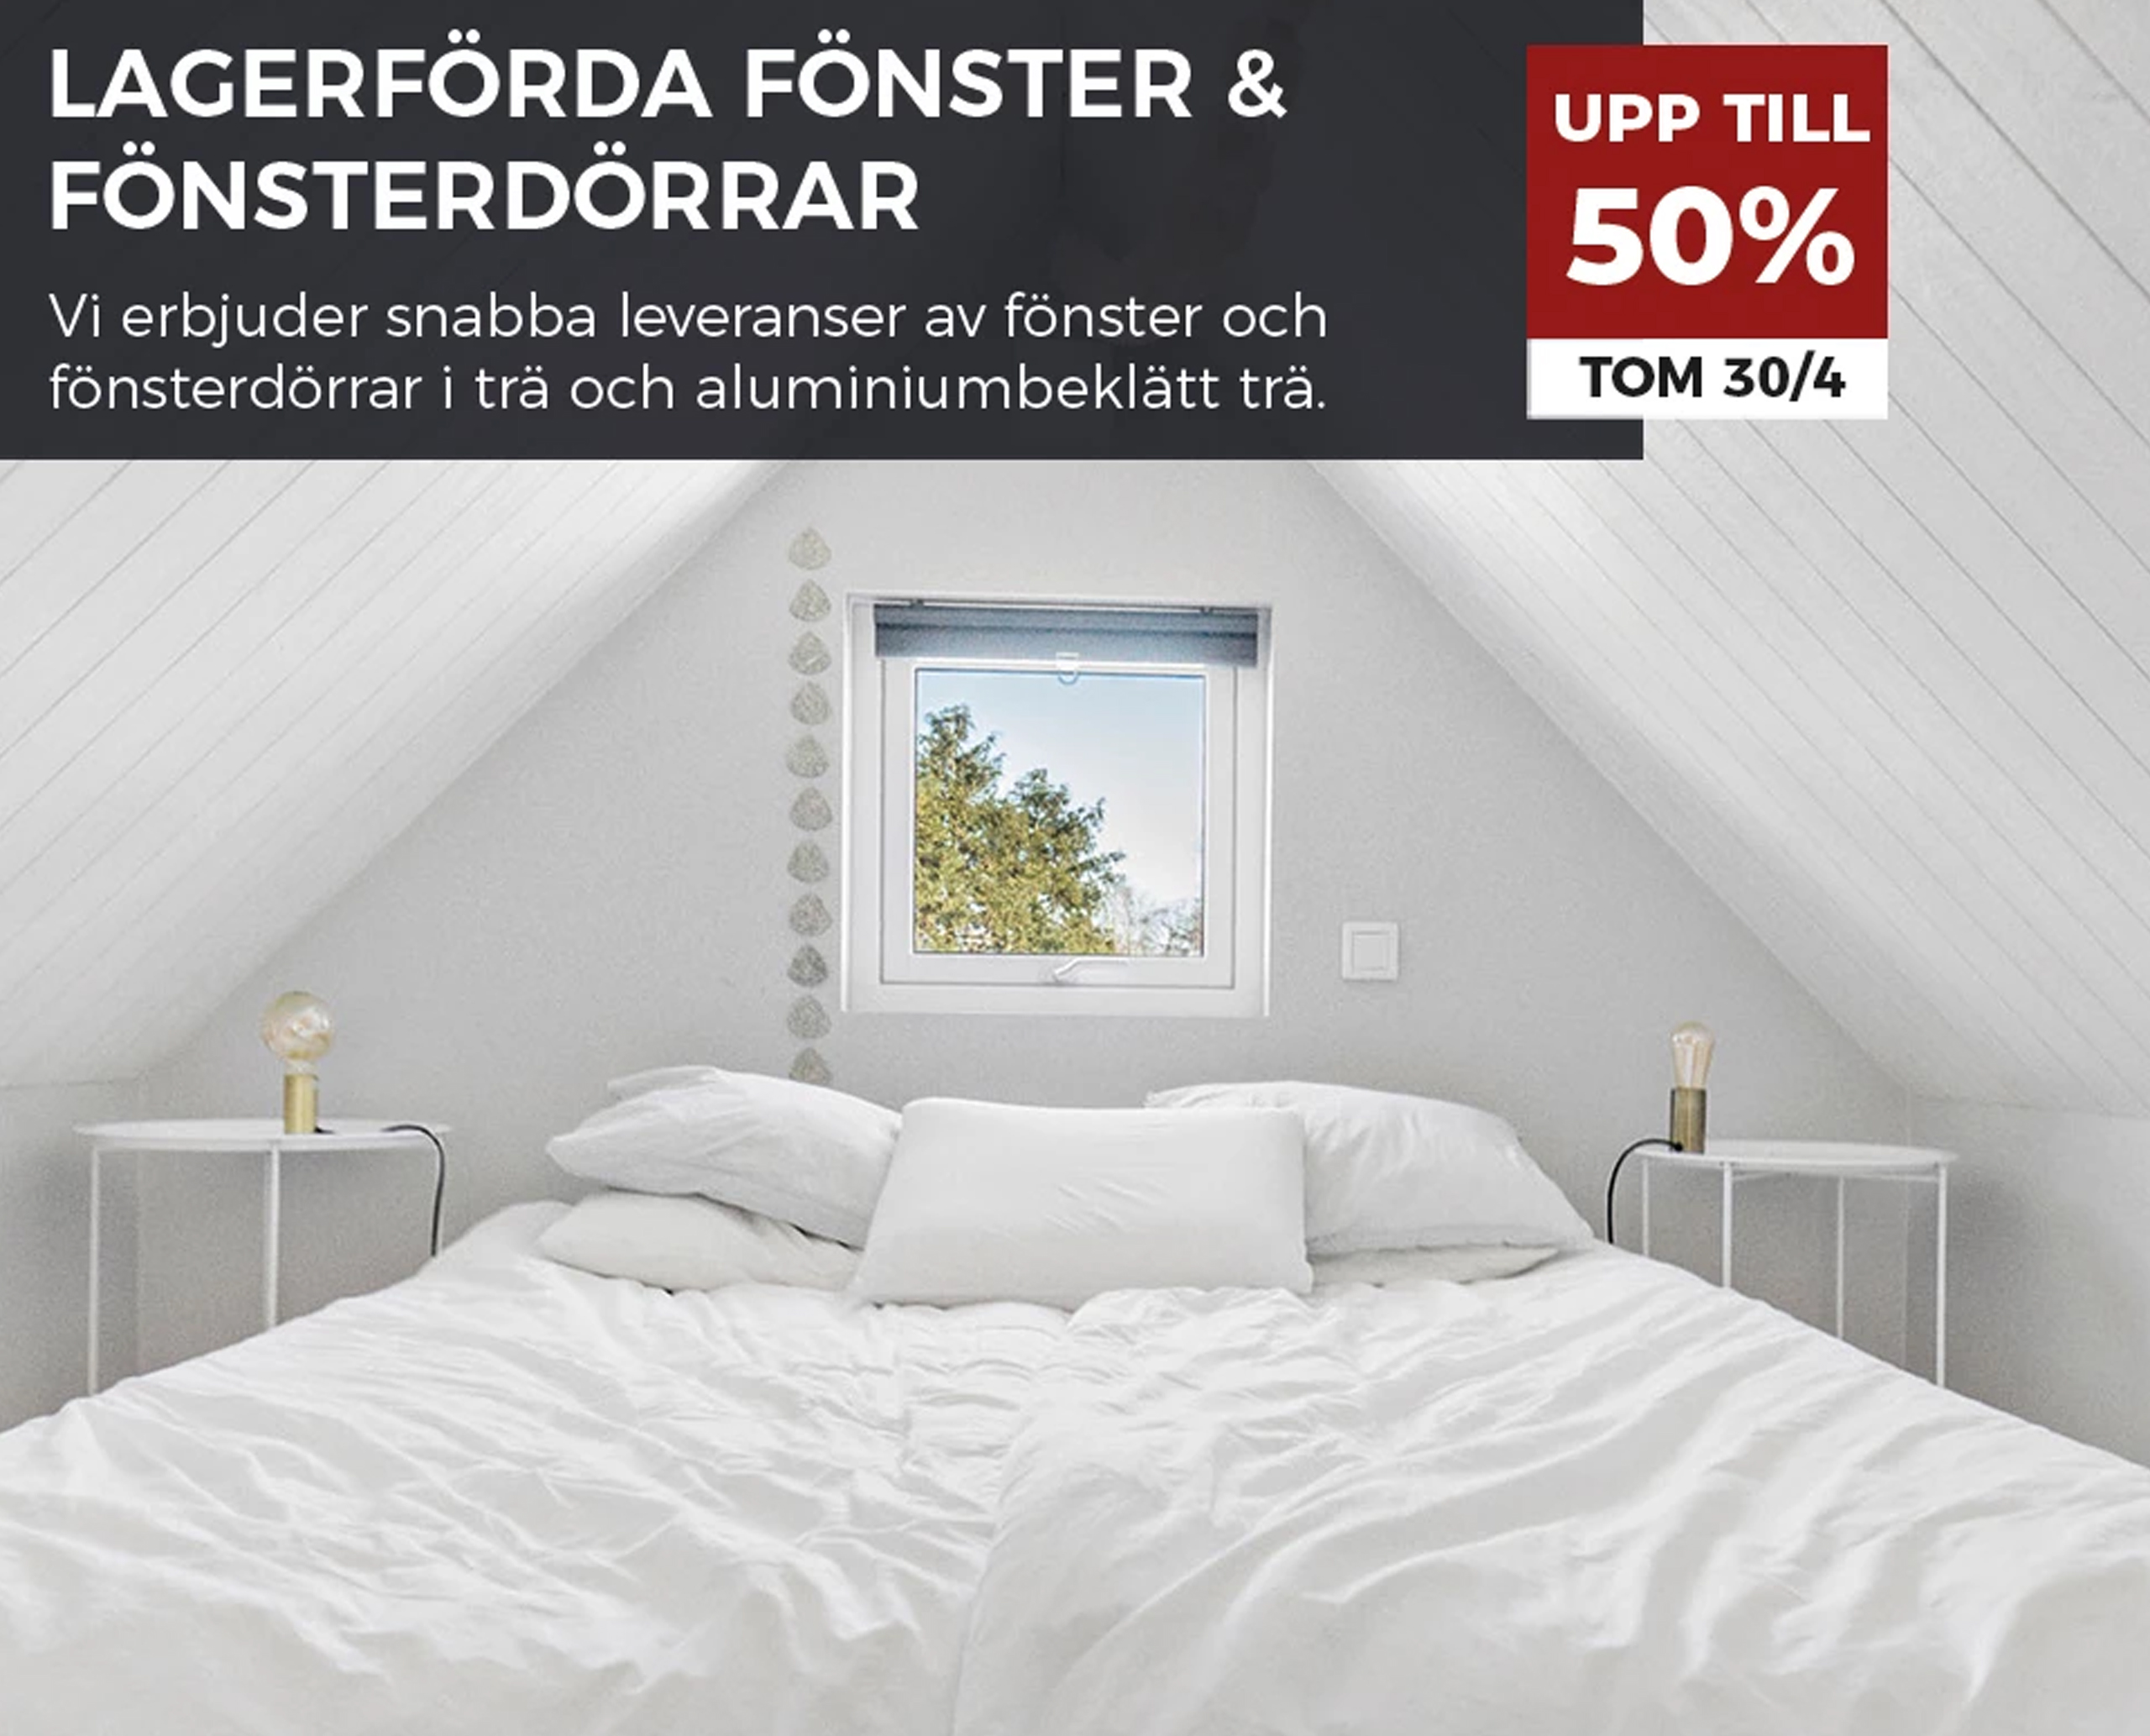 LAGERFÖRDA FÖNSTER &
FÖNSTERDÖRRAR
Vi erbjuder snabba leveranser av fönster och
fönsterdörrar i trä och aluminiumbeklätt trä.
UPP TILL
50%
TOM 30/4